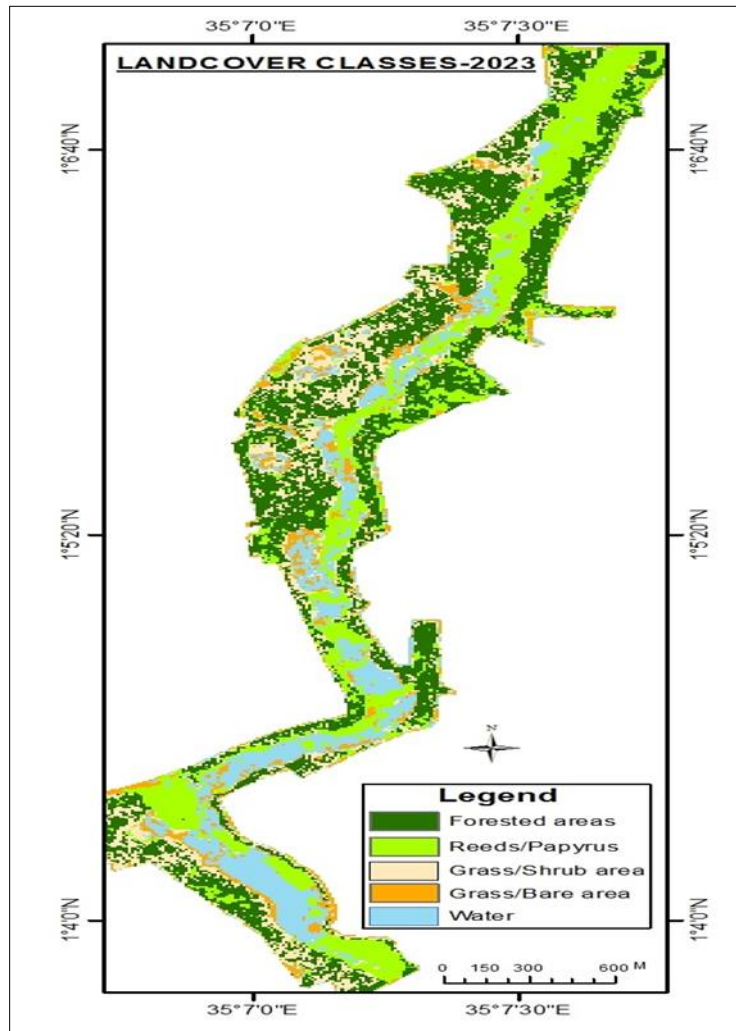 35°7'0"E 35°7'30"E
LANDCOVER CLASSES-2023
1°6'40"N 1°6'40"N
1°5'20"N 1°5'20"N
N
Legend
Forested areas
Reeds/Papyrus
Grass/Shrub area
Grass/Bare area
Water
1°4'0"N 1°4'0"N
0 150 300 600 M
35°7'0"E 35°7'30"E